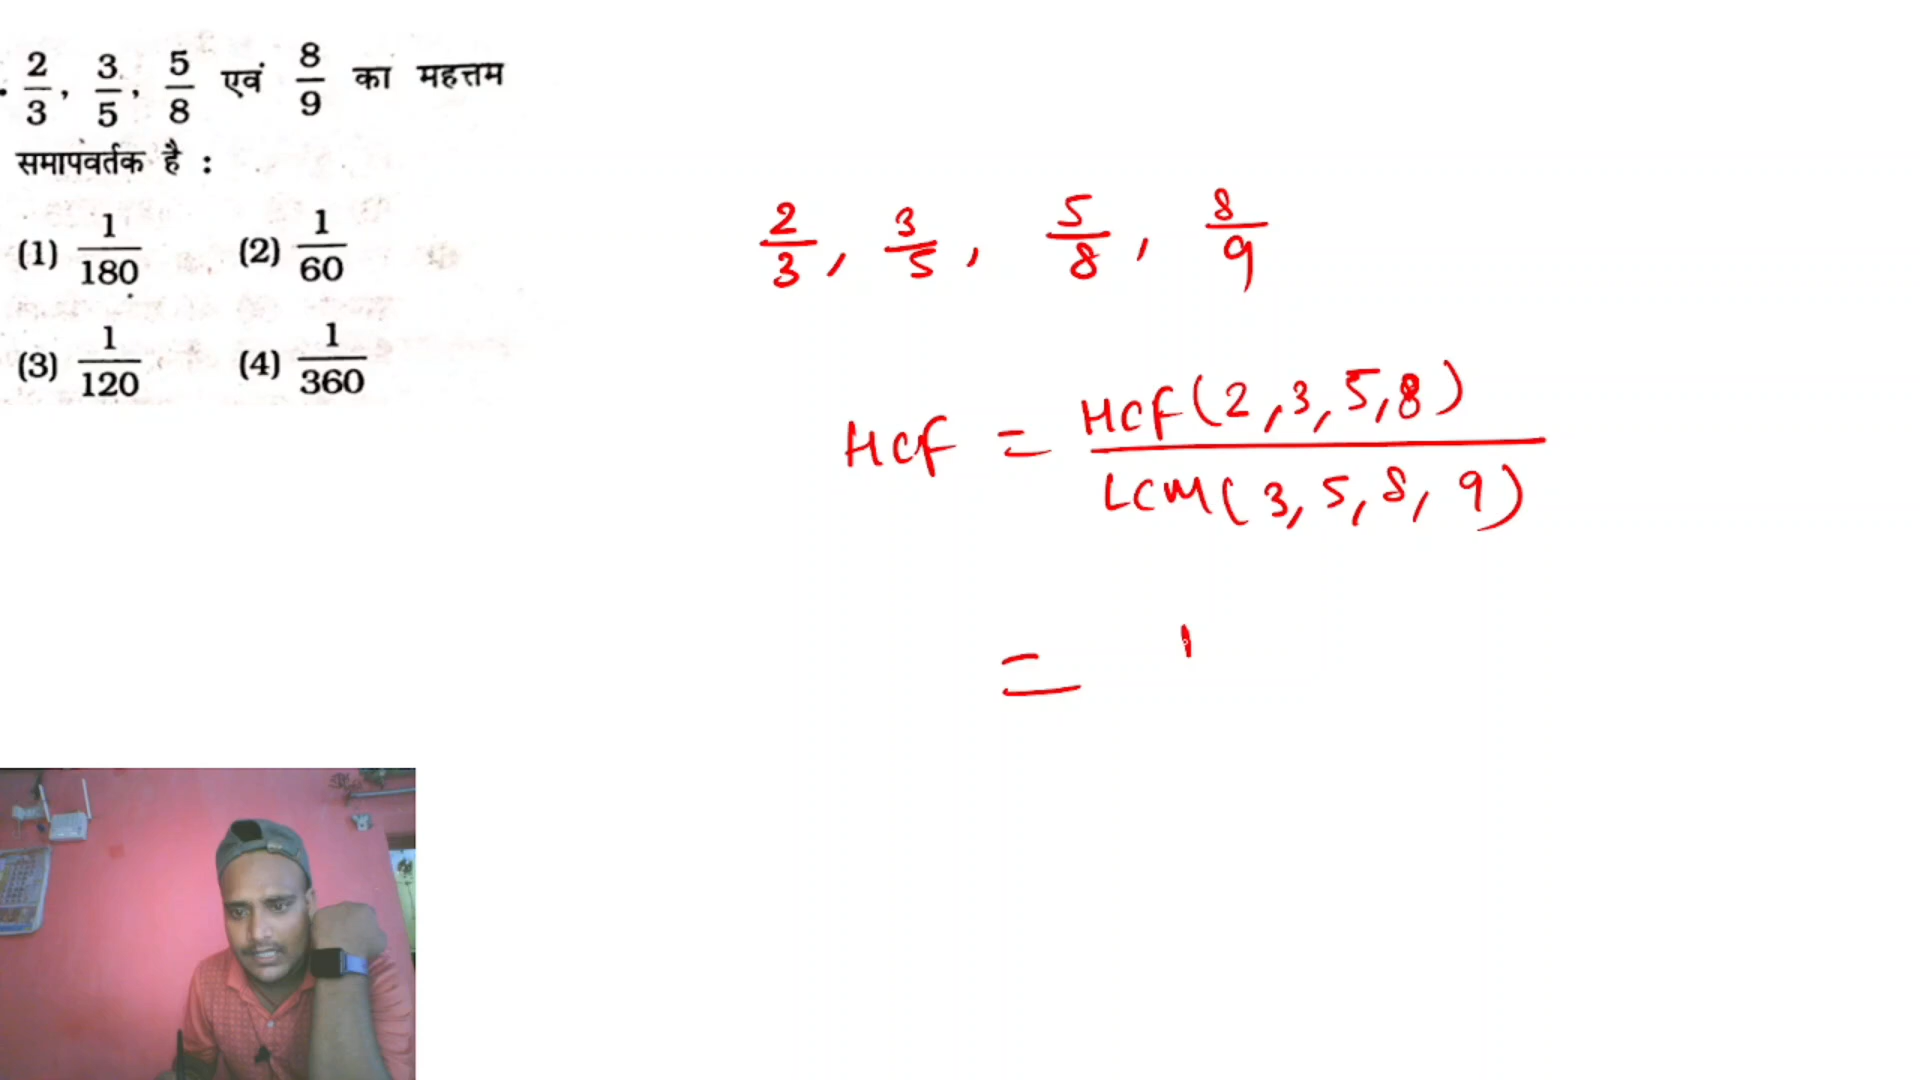 . 2/3, 3/5, 5/8 एवं 8/9 का महत्तम
समापवर्तक है :
(1) 1/180 (2) 1/60
(3) 1/120 (4) 1/360
2/3, 3/5, 5/8, 8/9
HCF = HCF(2,3,5,8) / LCM(3,5,8,9)
= 1